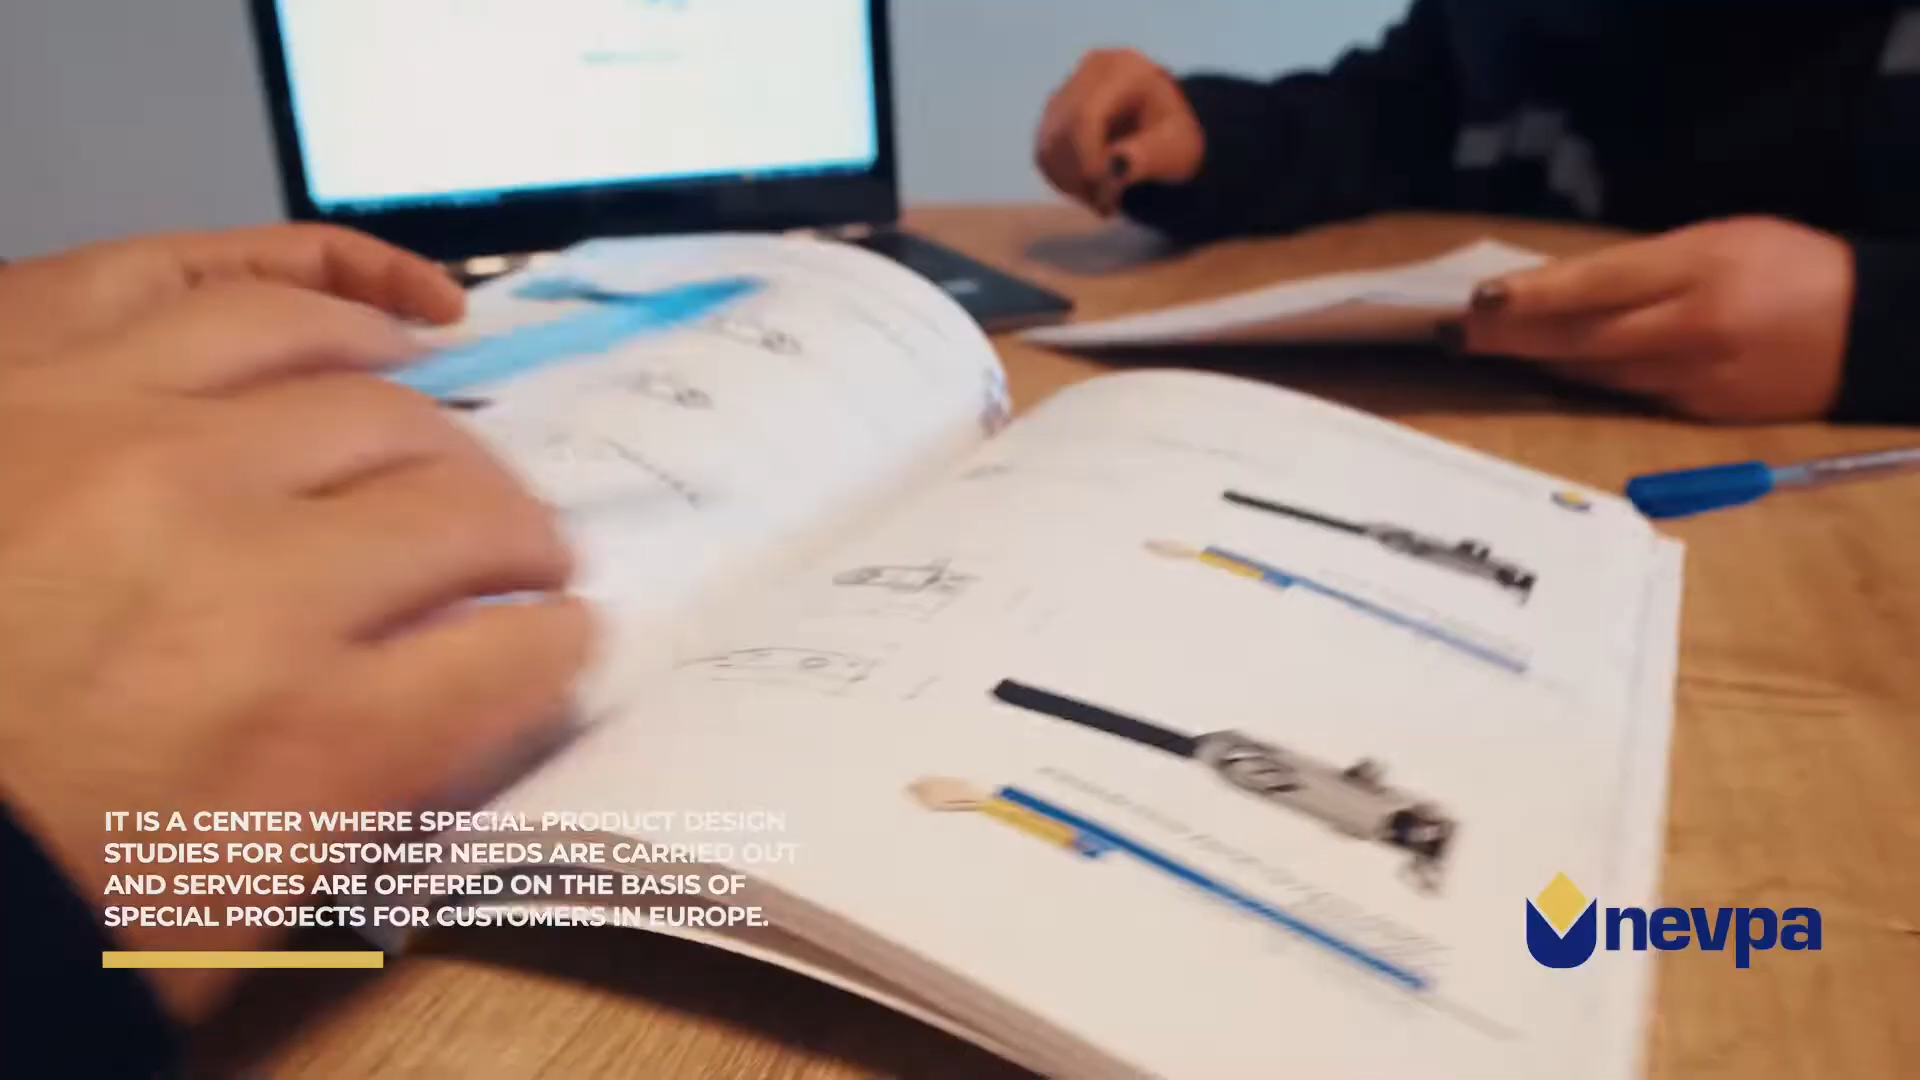 IT IS A CENTER WHERE SPECIAL PRODUCT DESIGN
STUDIES FOR CUSTOMER NEEDS ARE CARRIED OUT
AND SERVICES ARE OFFERED ON THE BASIS OF
SPECIAL PROJECTS FOR CUSTOMERS IN EUROPE.
nevpa